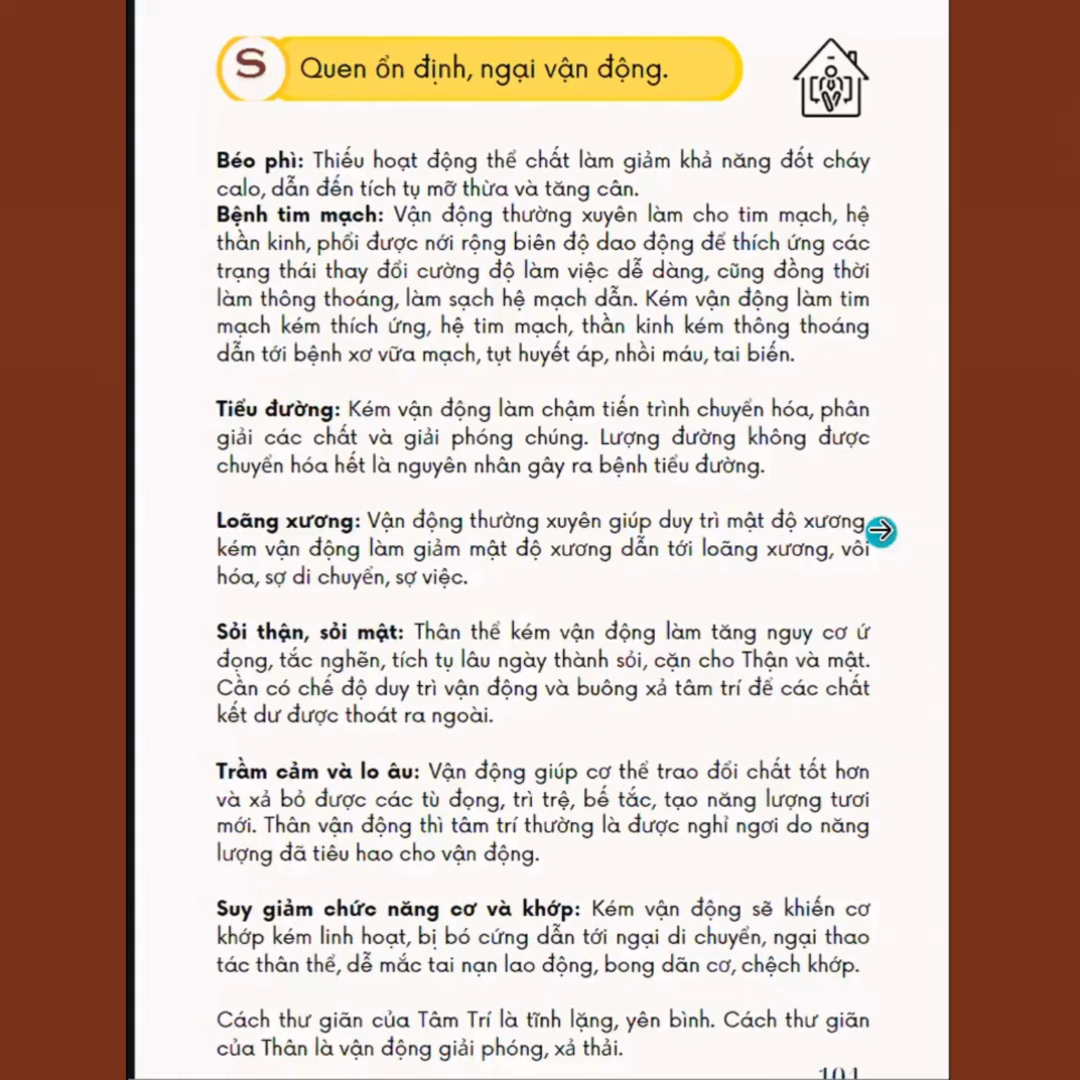 S
Quen ổn định, ngại vận động.
Béo phì: Thiếu hoạt động thể chất làm giảm khả năng đốt cháy
calo, dẫn đến tích tụ mỡ thừa và tăng cân.
Bệnh tim mạch: Vận động thường xuyên làm cho tim mạch, hệ
thần kinh, phổi được nới rộng biên độ dao động để thích ứng các
trạng thái thay đổi cường độ làm việc dễ dàng, cũng đồng thời
làm thông thoáng, làm sạch hệ mạch dẫn. Kém vận động làm tim
mạch kém thích ứng, hệ tim mạch, thần kinh kém thông thoáng
dẫn tới bệnh xơ vữa mạch, tụt huyết áp, nhồi máu, tai biến.
Tiểu đường: Kém vận động làm chậm tiến trình chuyển hóa, phân
giải các chất và giải phóng chúng. Lượng đường không được
chuyển hóa hết là nguyên nhân gây ra bệnh tiểu đường.
Loãng xương: Vận động thường xuyên giúp duy trì mật độ xương
kém vận động làm giảm mật độ xương dẫn tới loãng xương, vôi
hóa, sợ di chuyển, sợ việc.
Sỏi thận, sỏi mật: Thân thể kém vận động làm tăng nguy cơ ứ
đọng, tắc nghẽn, tích tụ lâu ngày thành sỏi, cặn cho Thận và mật.
Cần có chế độ duy trì vận động và buông xả tâm trí để các chất
kết dư được thoát ra ngoài.
Trầm cảm và lo âu: Vận động giúp cơ thể trao đổi chất tốt hơn
và xả bỏ được các tù đọng, trì trệ, bế tắc, tạo năng lượng tươi
mới. Thân vận động thì tâm trí thường là được nghỉ ngơi do năng
lượng đã tiêu hao cho vận động.
Suy giảm chức năng cơ và khớp: Kém vận động sẽ khiến cơ
khớp kém linh hoạt, bị bó cứng dẫn tới ngại di chuyển, ngại thao
tác thân thể, dễ mắc tai nạn lao động, bong dãn cơ, chệch khớp.
Cách thư giãn của Tâm Trí là tĩnh lặng, yên bình. Cách thư giãn
của Thân là vận động giải phóng, xả thải.